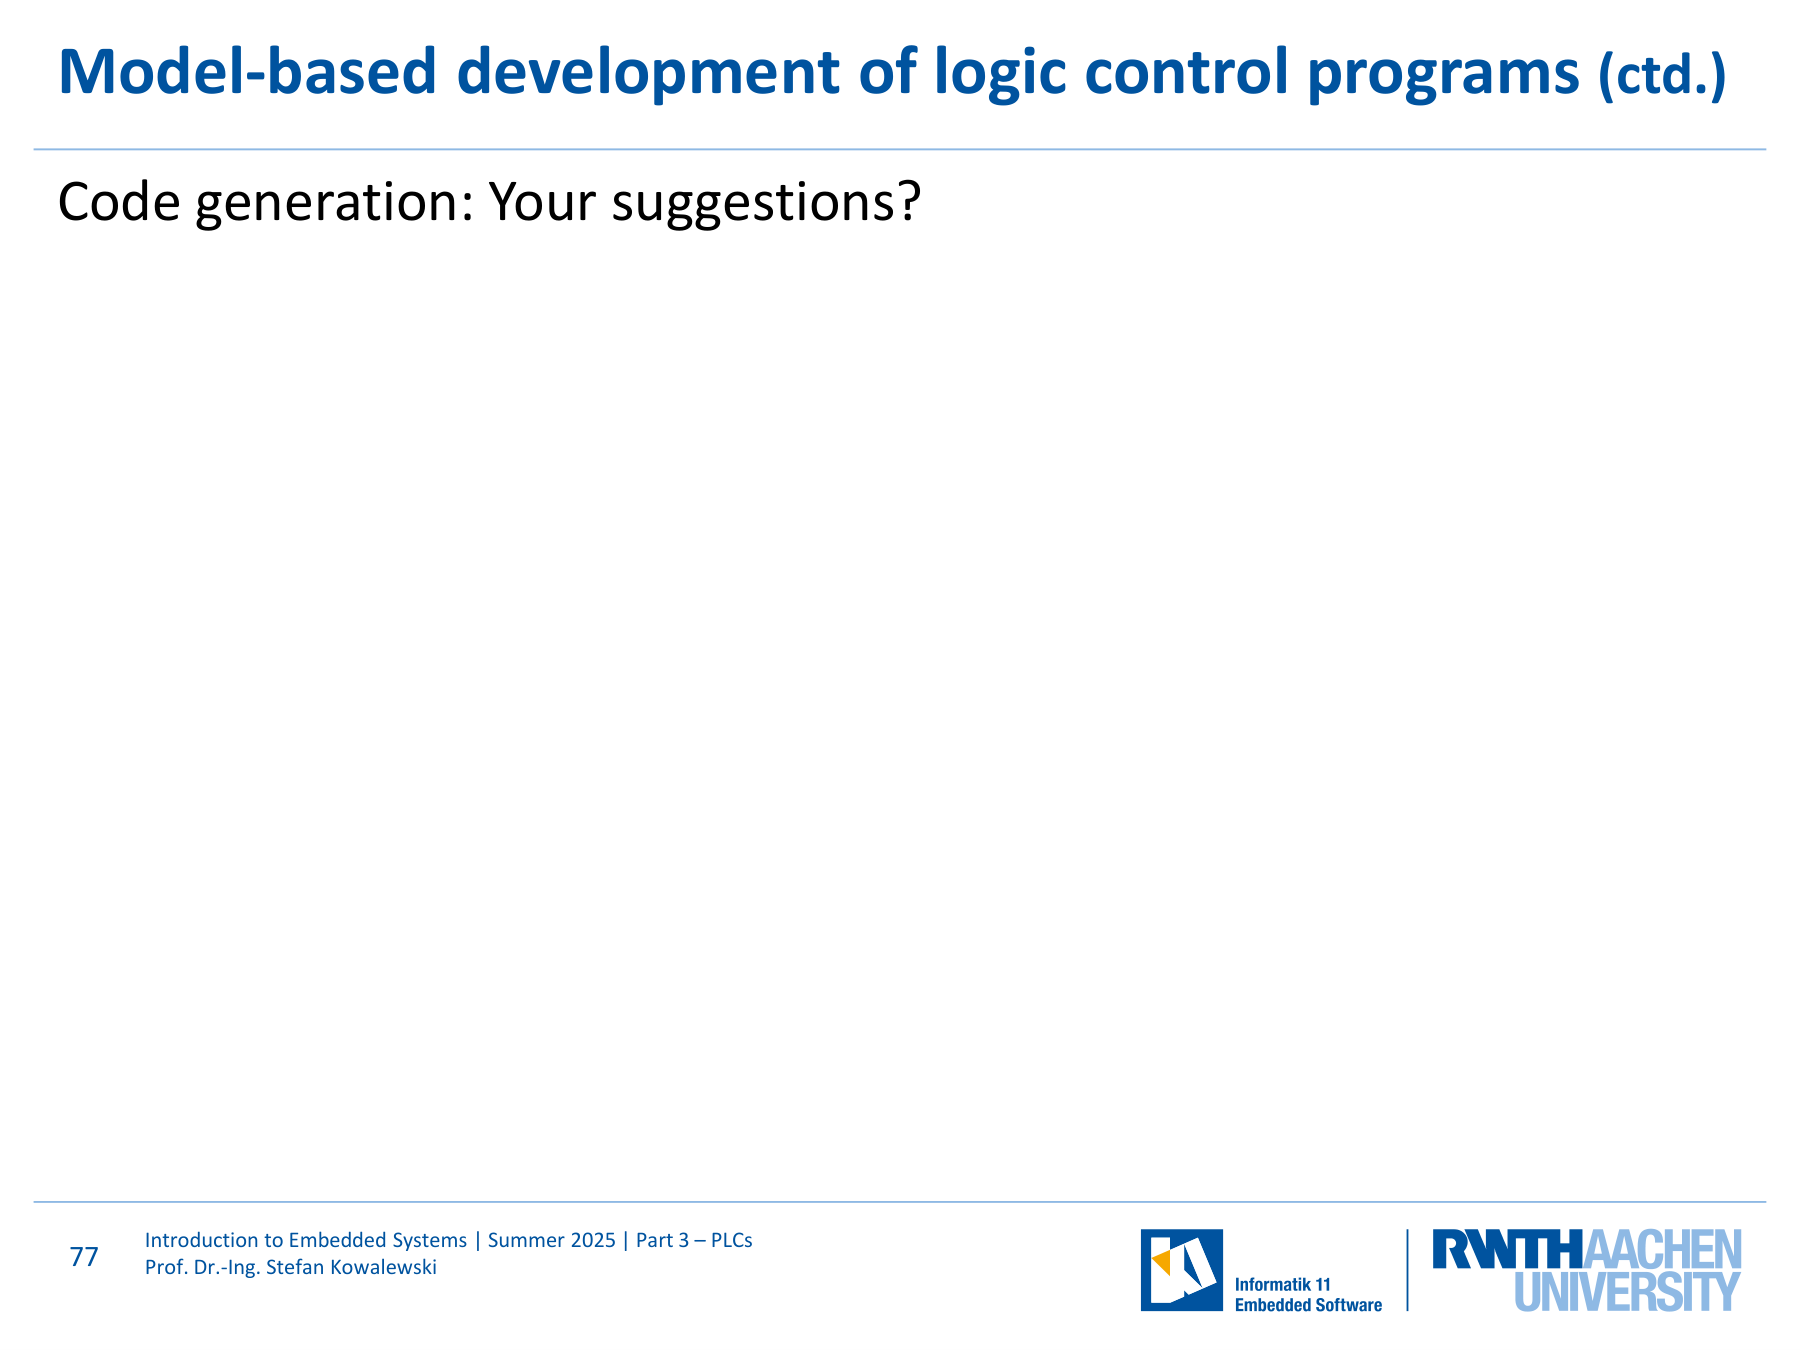 Model-based development of logic control programs (ctd.)
Code generation: Your suggestions?
77
Introduction to Embedded Systems | Summer 2025 | Part 3 – PLCs
Prof. Dr.-Ing. Stefan Kowalewski
Informatik 11
Embedded Software
RWTHAACHEN
UNIVERSITY